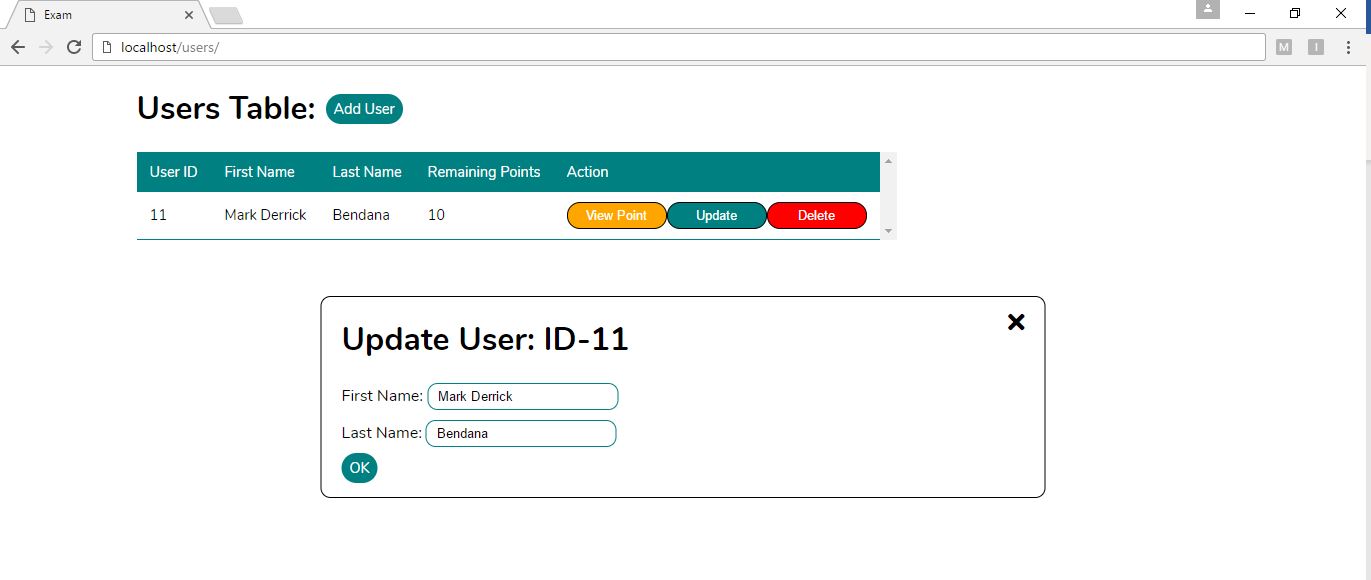 Exam
localhost/users/
M I
Users Table: Add User
User ID First Name Last Name Remaining Points Action
11 Mark Derrick Bendana 10 View Point Update Delete
Update User: ID-11
First Name: Mark Derrick
Last Name: Bendana
OK